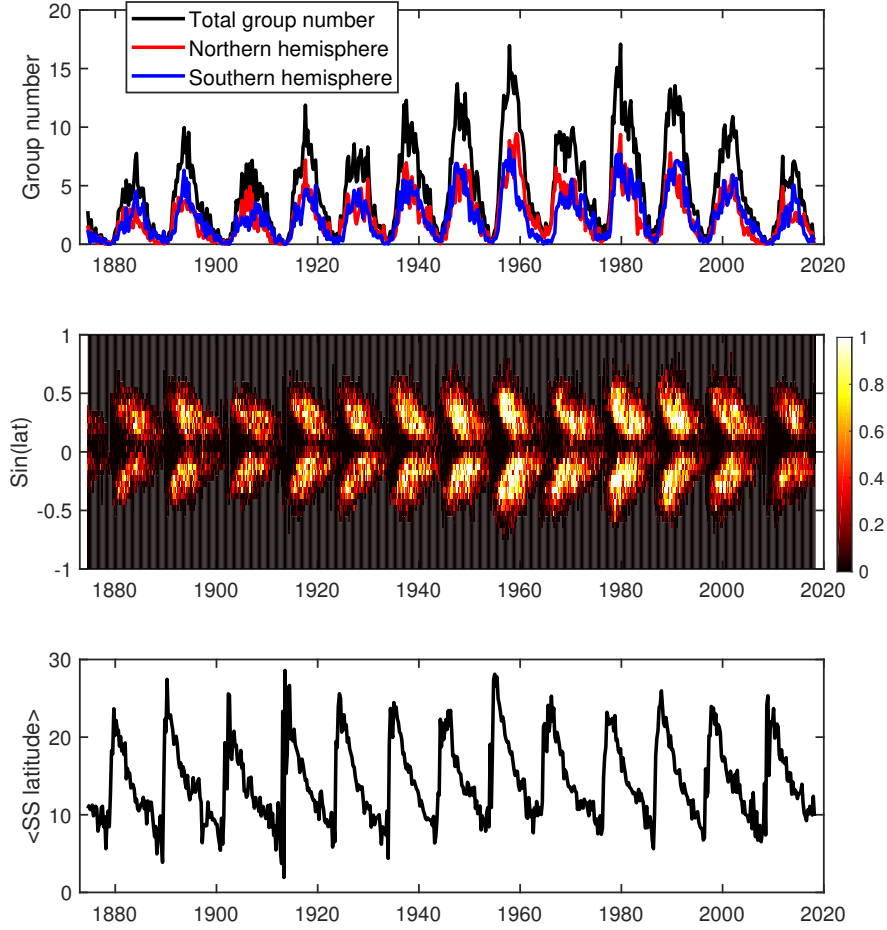 20
15
10
5
0
Group number
Total group number
Northern hemisphere
Southern hemisphere
1880 1900 1920 1940 1960 1980 2000 2020
1
0.5
0
-0.5
-1
Sin(lat)
1880 1900 1920 1940 1960 1980 2000 2020
1
0.8
0.6
0.4
0.2
0
30
20
10
0
<SS latitude>
1880 1900 1920 1940 1960 1980 2000 2020